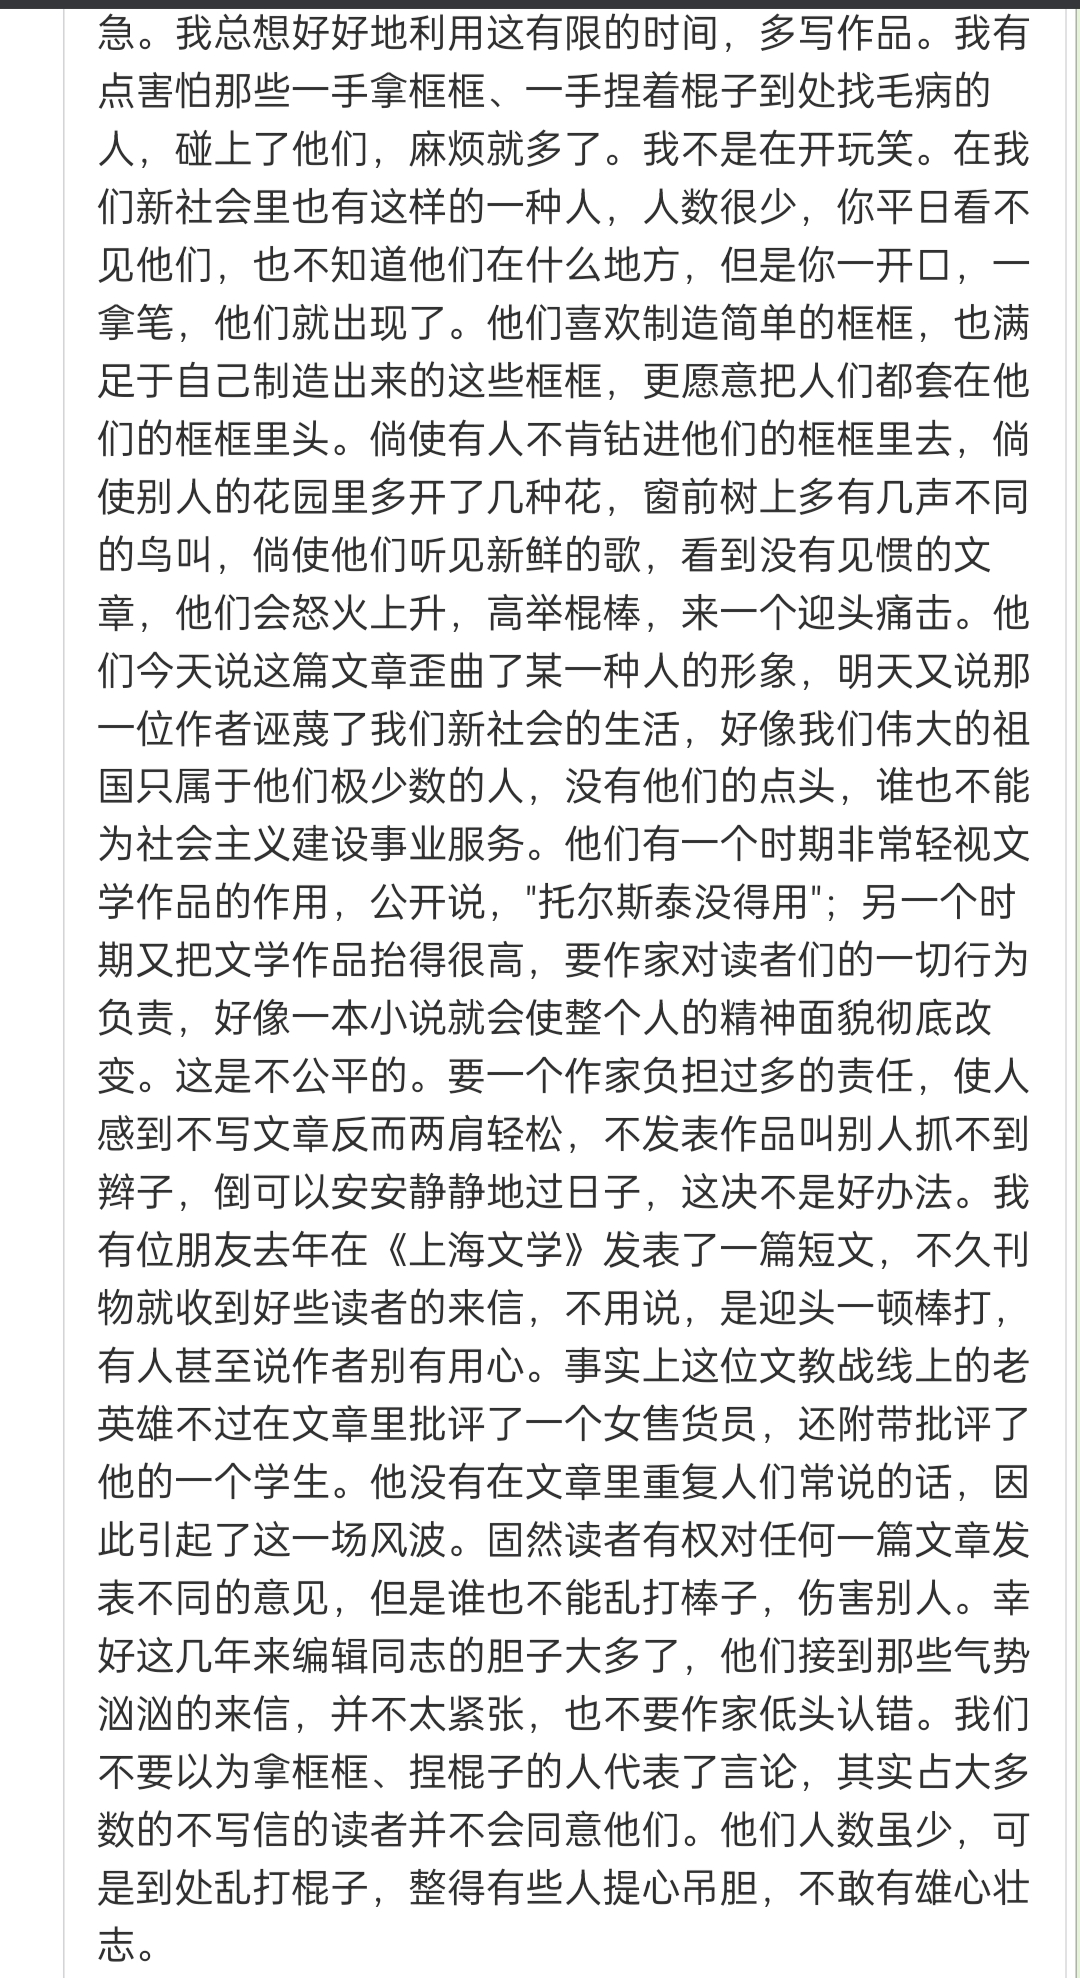 急。我总想好好地利用这有限的时间，多写作品。我有
点害怕那些一手拿框框、一手捏着棍子到处找毛病的
人，碰上了他们，麻烦就多了。我不是在开玩笑。在我
们新社会里也有这样的一种人，人数很少，你平日看不
见他们，也不知道他们在什么地方，但是你一开口，一
拿笔，他们就出现了。他们喜欢制造简单的框框，也满
足于自己制造出来的这些框框，更愿意把人们都套在他
们的框框里头。倘使有人不肯钻进他们的框框里去，倘
使别人的花园里多开了几种花，窗前树上多有几声不同
的鸟叫，倘使他们听见新鲜的歌，看到没有见惯的文
章，他们会怒火上升，高举棍棒，来一个迎头痛击。他
们今天说这篇文章歪曲了某一种人的形象，明天又说那
一位作者诬蔑了我们新社会的生活，好像我们伟大的祖
国只属于他们极少数的人，没有他们的点头，谁也不能
为社会主义建设事业服务。他们有一个时期非常轻视文
学作品的作用，公开说，"托尔斯泰没得用"；另一个时
期又把文学作品抬得很高，要作家对读者们的一切行为
负责，好像一本小说就会使整个人的精神面貌彻底改
变。这是不公平的。要一个作家负担过多的责任，使人
感到不写文章反而两肩轻松，不发表作品叫别人抓不到
辫子，倒可以安安静静地过日子，这决不是好办法。我
有位朋友去年在《上海文学》发表了一篇短文，不久刊
物就收到好些读者的来信，不用说，是迎头一顿棒打，
有人甚至说作者别有用心。事实上这位文教战线上的老
英雄不过在文章里批评了一个女售货员，还附带批评了
他的一个学生。他没有在文章里重复人们常说的话，因
此引起了这一场风波。固然读者有权对任何一篇文章发
表不同的意见，但是谁也不能乱打棒子，伤害别人。幸
好这几年来编辑同志的胆子大多了，他们接到那些气势
汹汹的来信，并不太紧张，也不要作家低头认错。我们
不要以为拿框框、捏棍子的人代表了言论，其实占大多
数的不写信的读者并不会同意他们。他们人数虽少，可
是到处乱打棍子，整得有些人提心吊胆，不敢有雄心壮
志。